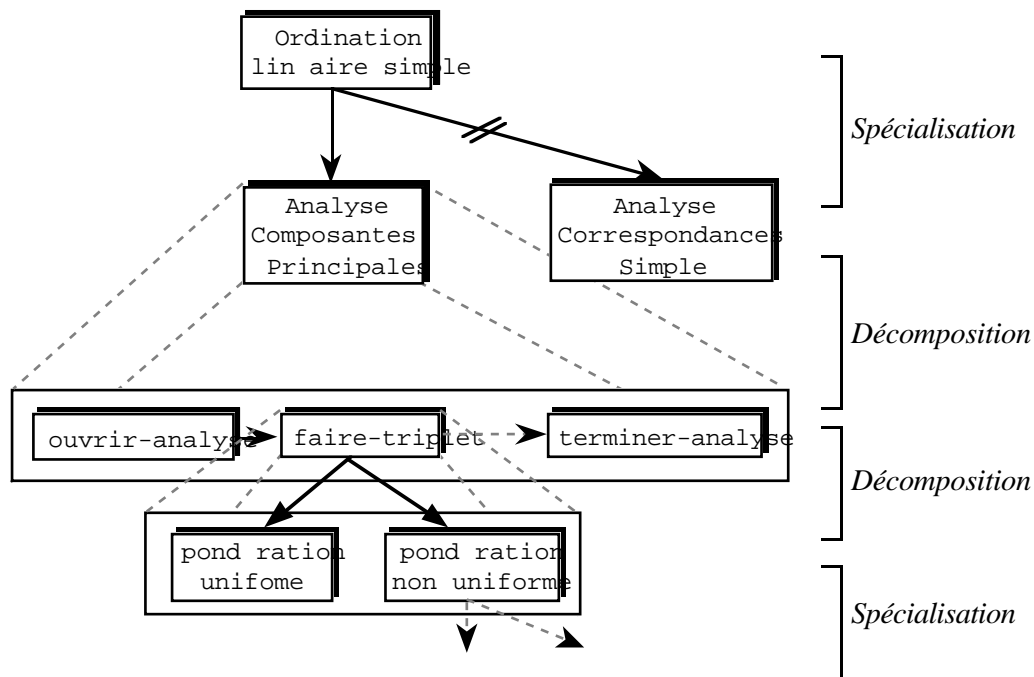 Ordination
lin aire simple
Spécialisation
Analyse
Composantes
Principales
Analyse
Correspondances
Simple
Décomposition
ouvrir-analyse
faire-triplet
terminer-analyse
Décomposition
pond ration
unifome
pond ration
non uniforme
Spécialisation